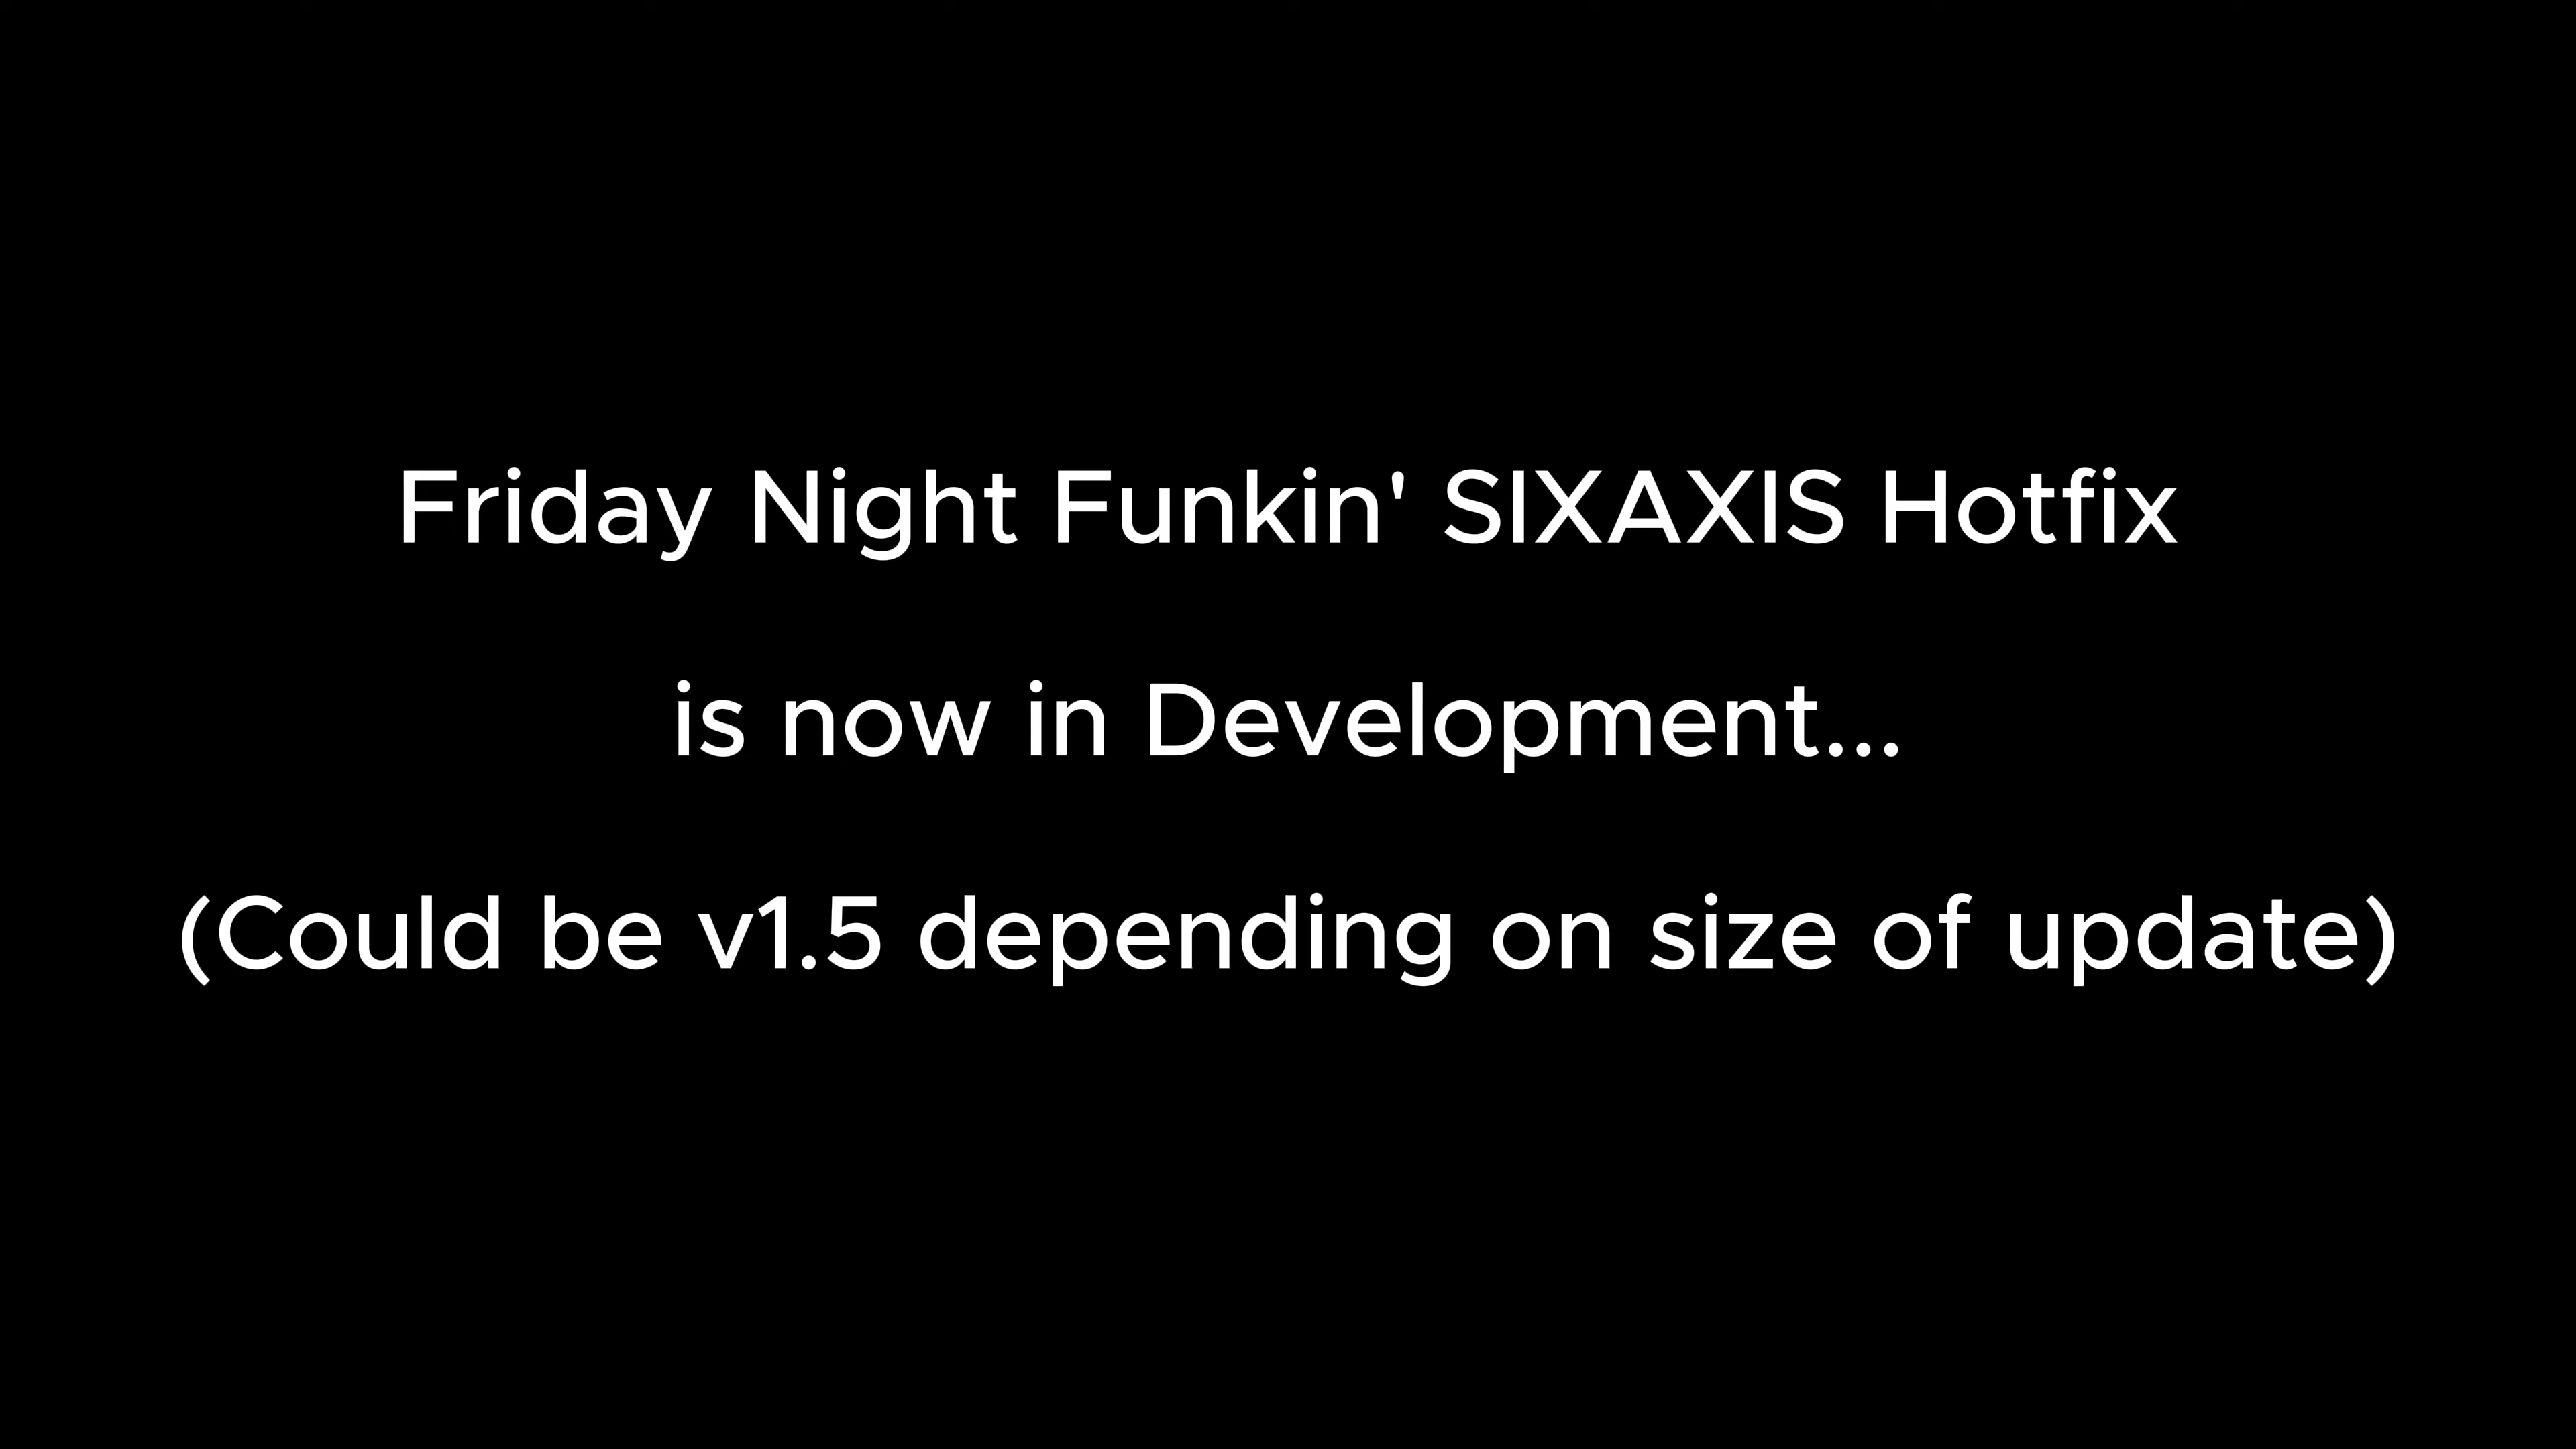 Friday Night Funkin' SIXAXIS Hotfix
is now in Development...
(Could be v1.5 depending on size of update)